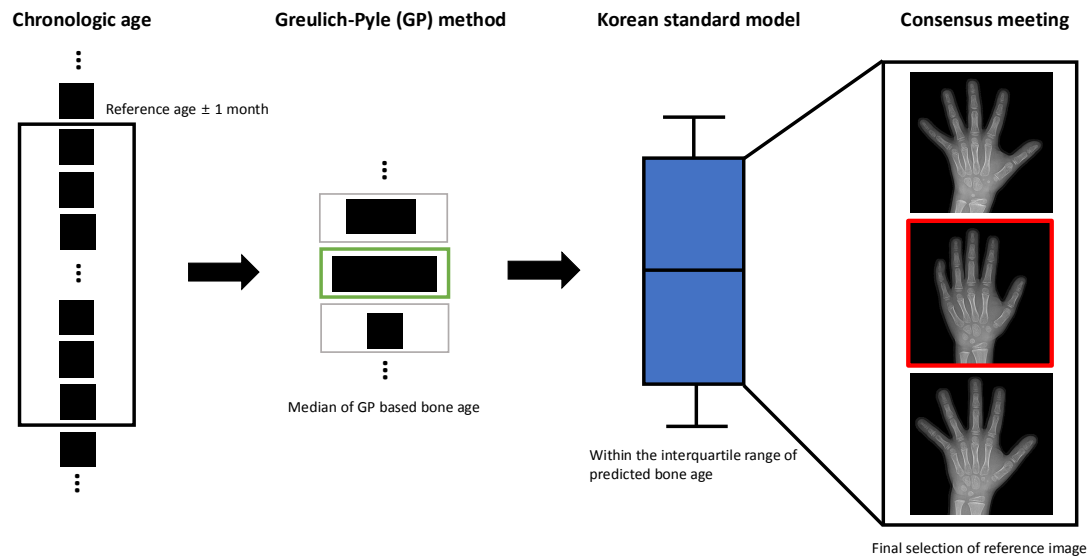 Chronologic age
Greulich-Pyle (GP) method
Korean standard model
Consensus meeting
Reference age ± 1 month
Median of GP based bone age
Within the interquartile range of
predicted bone age
Final selection of reference image